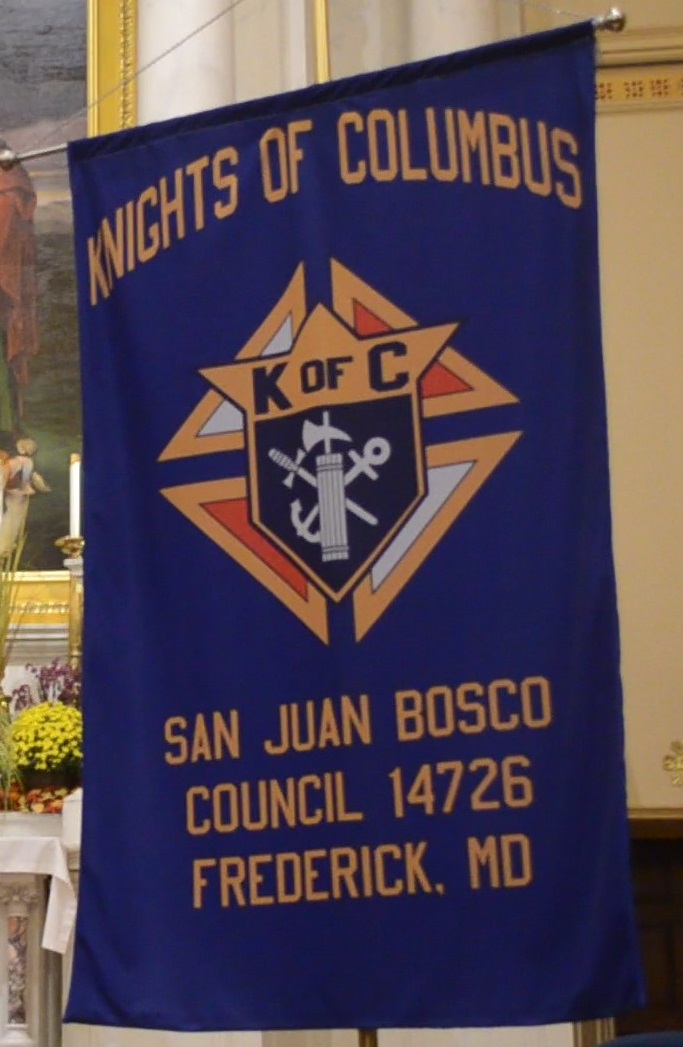 KNIGHTS OF COLUMBUS
K OF C
SAN JUAN BOSCO
COUNCIL 14726
FREDERICK, MD